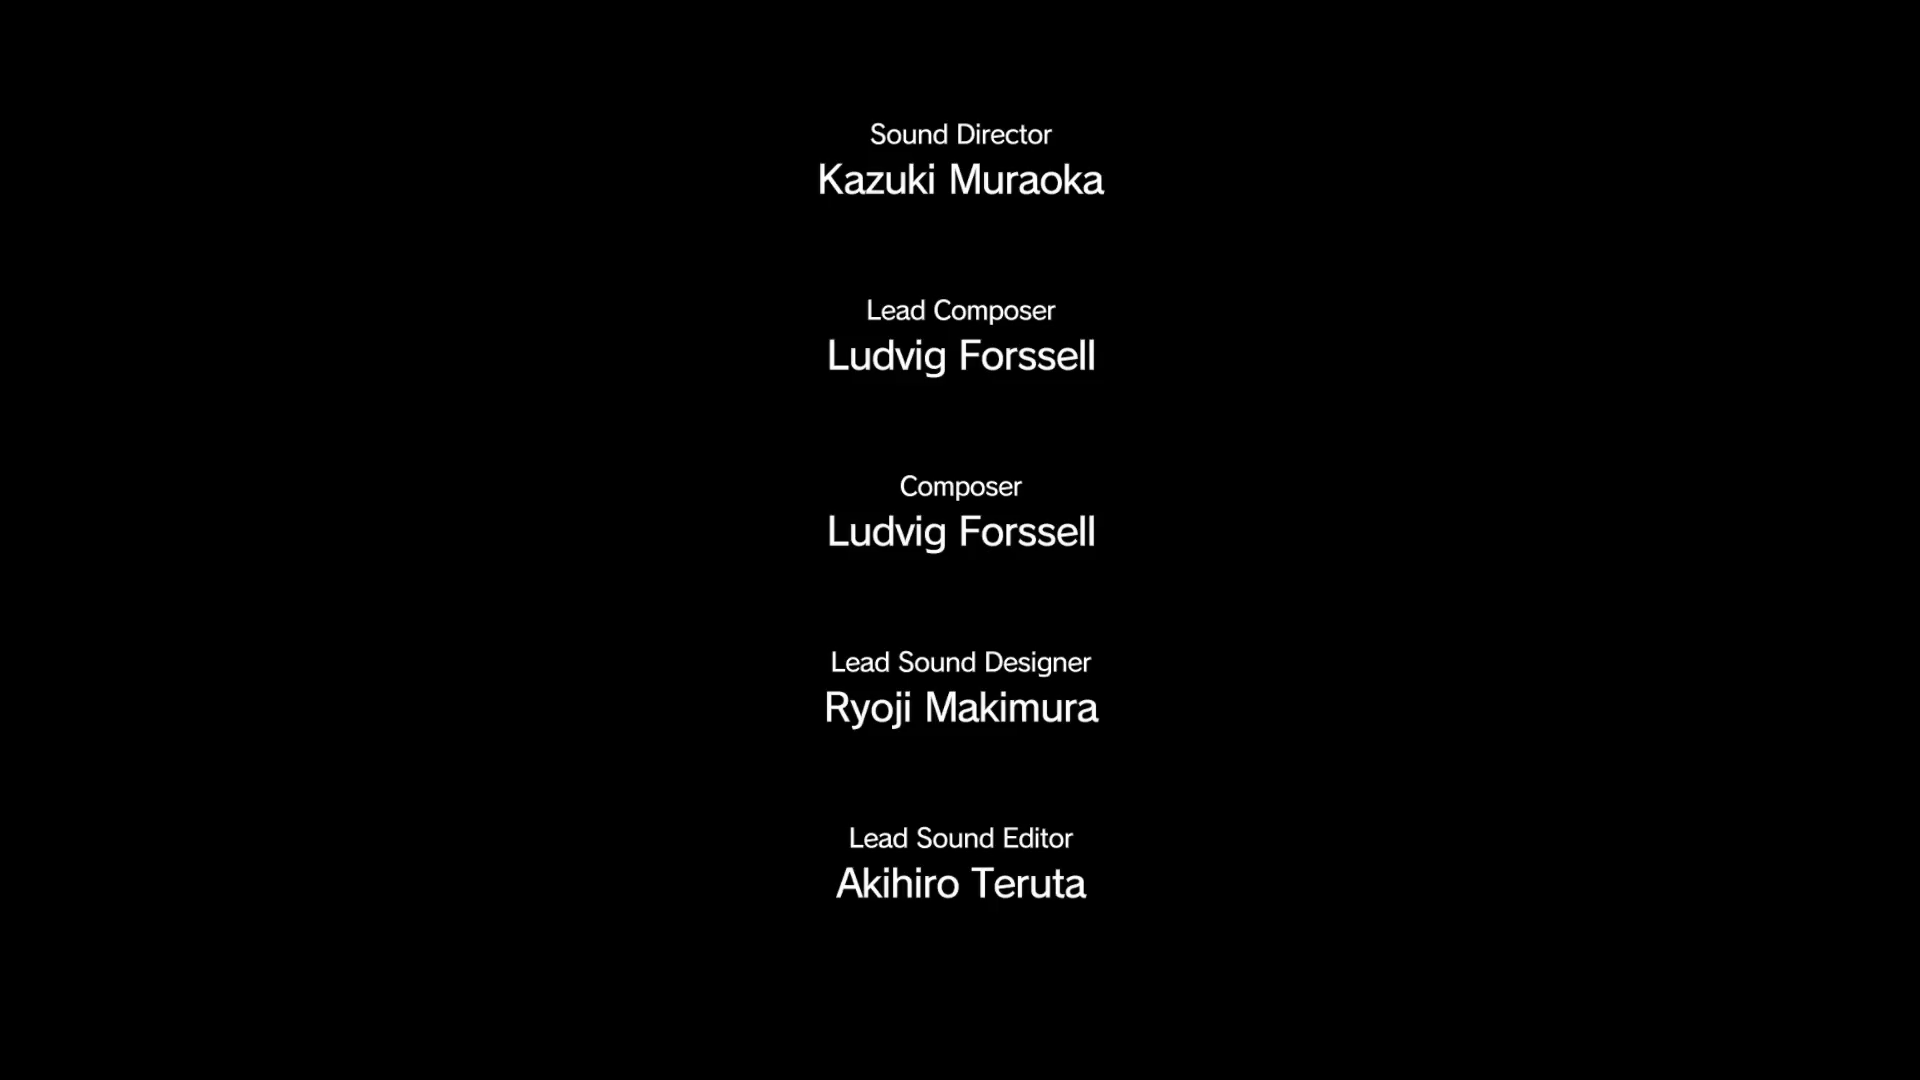 Sound Director
Kazuki Muraoka
Lead Composer
Ludvig Forssell
Composer
Ludvig Forssell
Lead Sound Designer
Ryoji Makimura
Lead Sound Editor
Akihiro Teruta